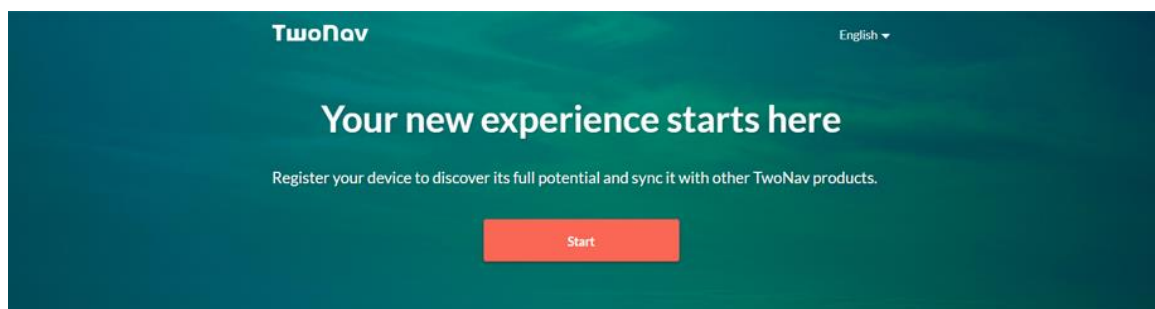 TwoNav
English
Your new experience starts here
Register your device to discover its full potential and sync it with other TwoNav products.
Start